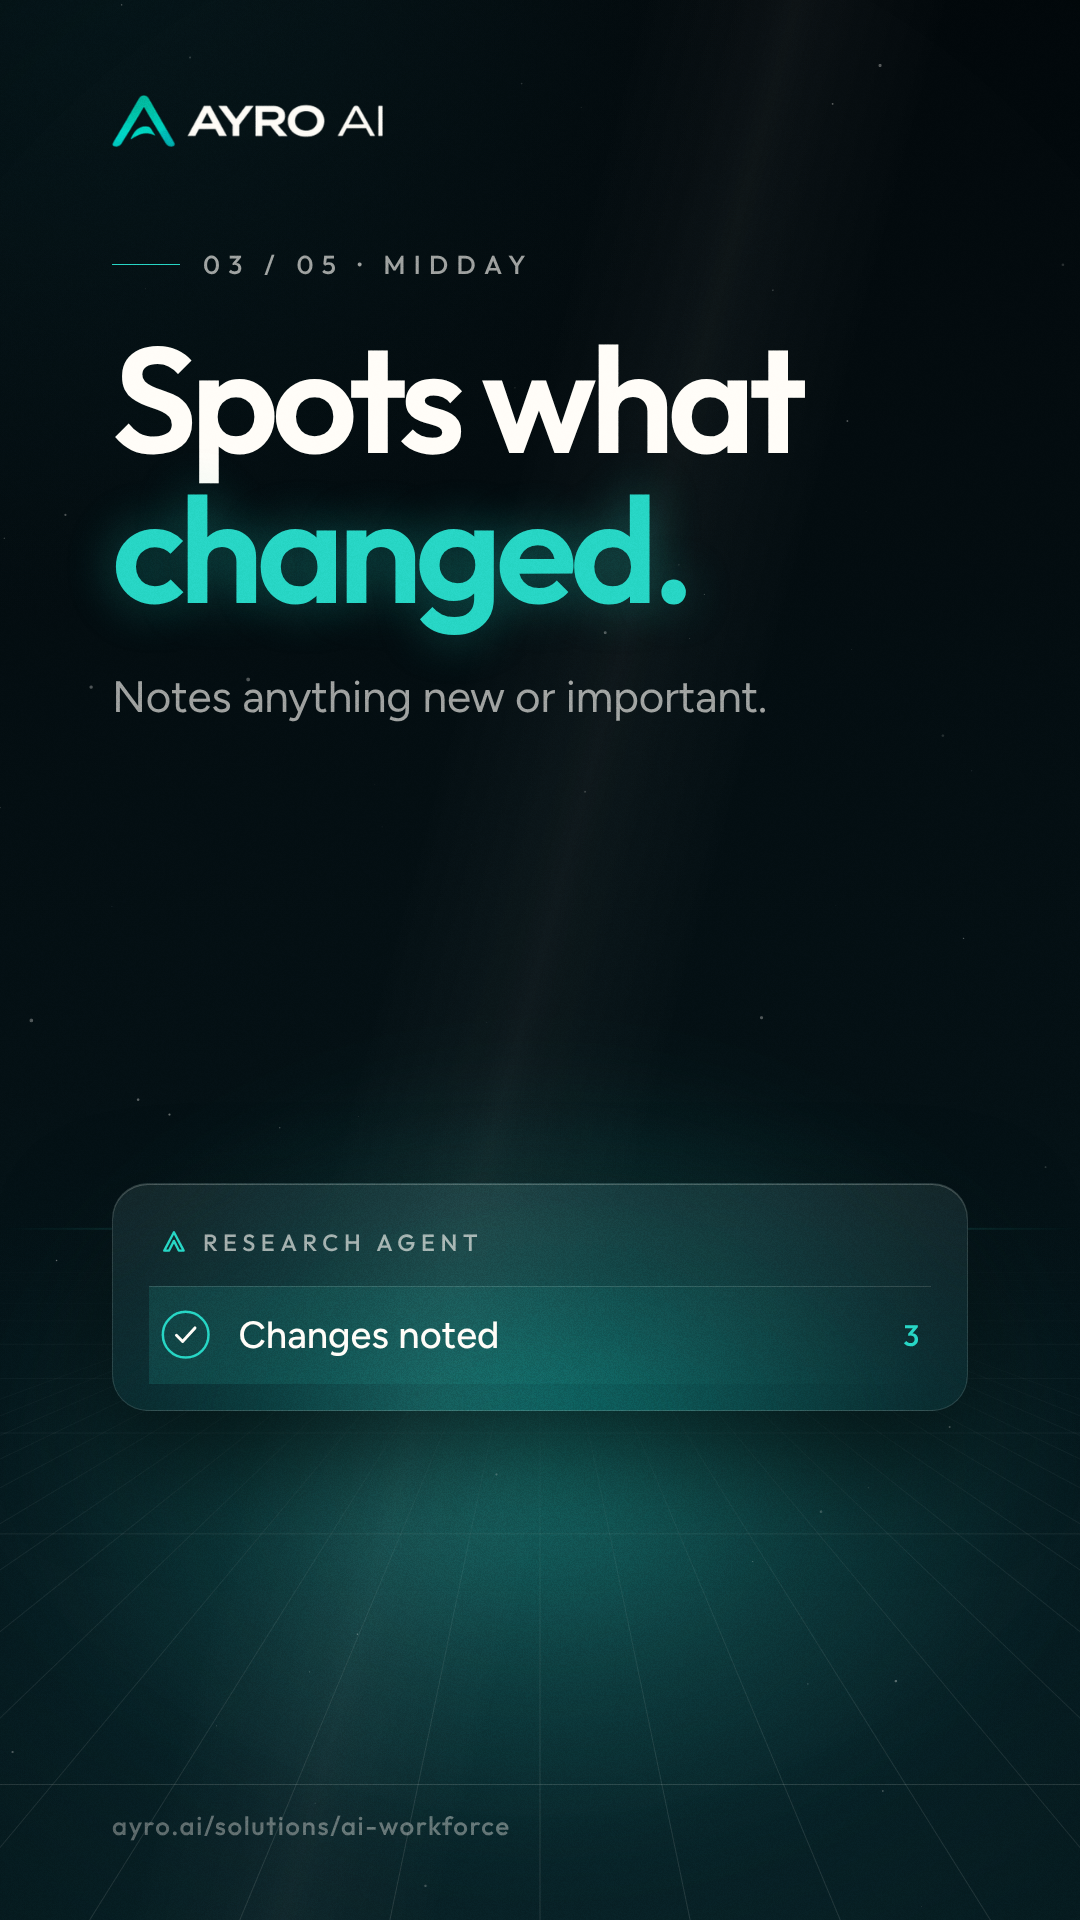 AYRO AI
03 / 05 · MIDDAY
Spots what
changed.
Notes anything new or important.
RESEARCH AGENT
Changes noted 3
ayro.ai/solutions/ai-workforce